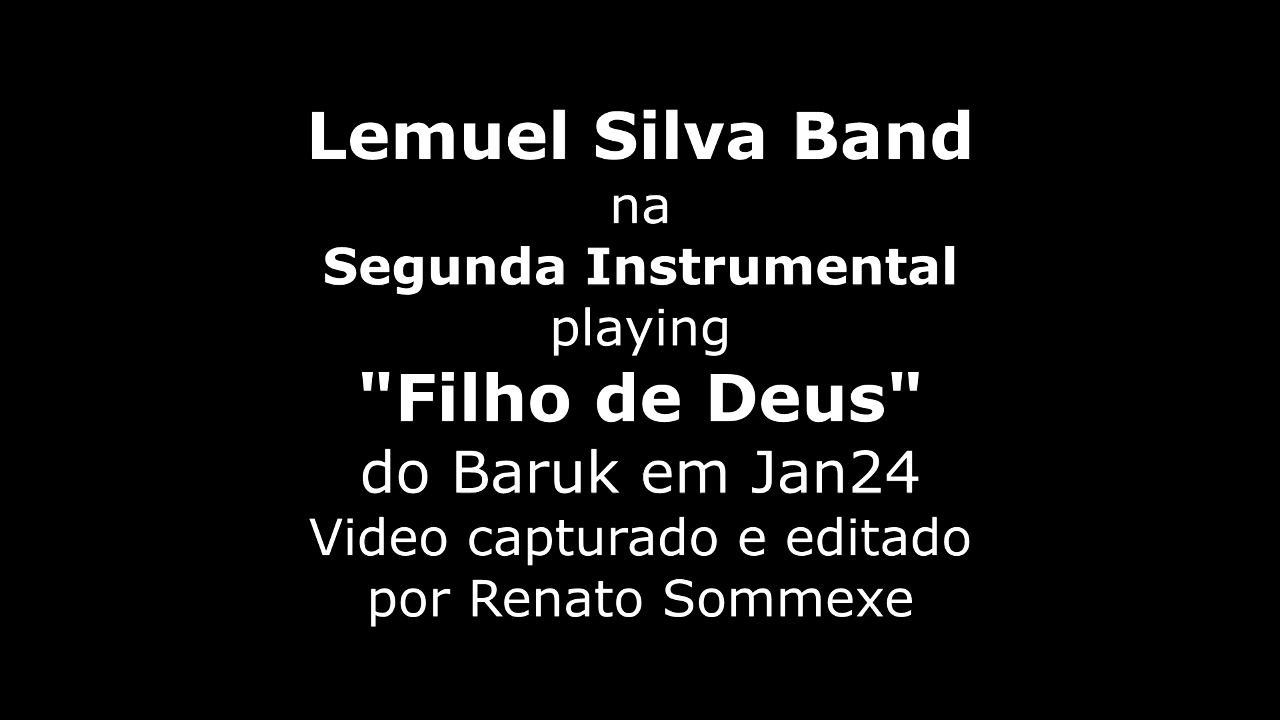 Lemuel Silva Band
na
Segunda Instrumental
playing
"Filho de Deus"
do Baruk em Jan24
Video capturado e editado
por Renato Sommexe